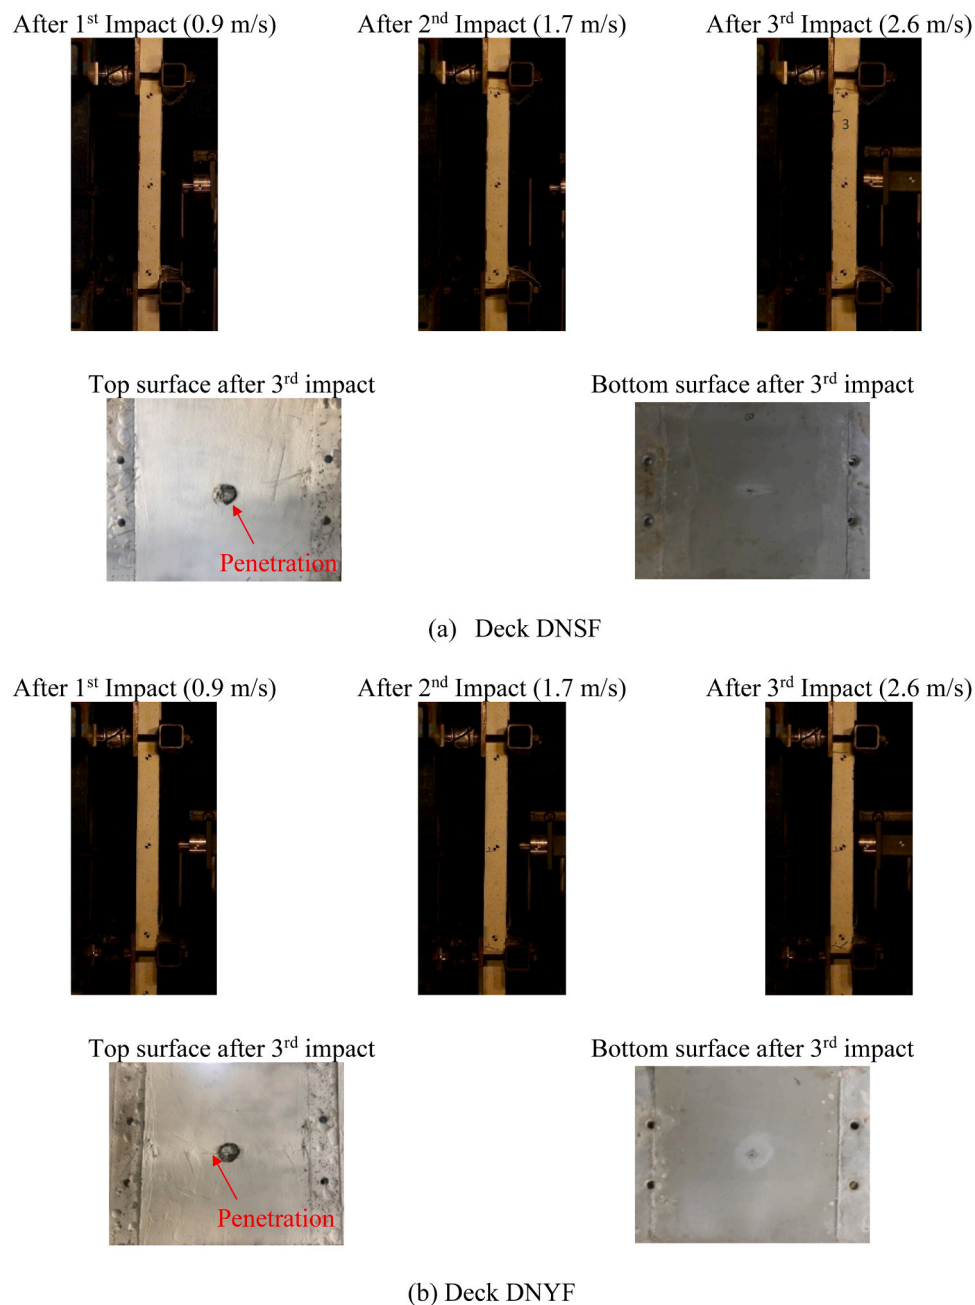 After 1st Impact (0.9 m/s) After 2nd Impact (1.7 m/s) After 3rd Impact (2.6 m/s)
3
Top surface after 3rd impact Bottom surface after 3rd impact
Penetration
(a) Deck DNSF
After 1st Impact (0.9 m/s) After 2nd Impact (1.7 m/s) After 3rd Impact (2.6 m/s)
Top surface after 3rd impact Bottom surface after 3rd impact
Penetration
(b) Deck DNYF